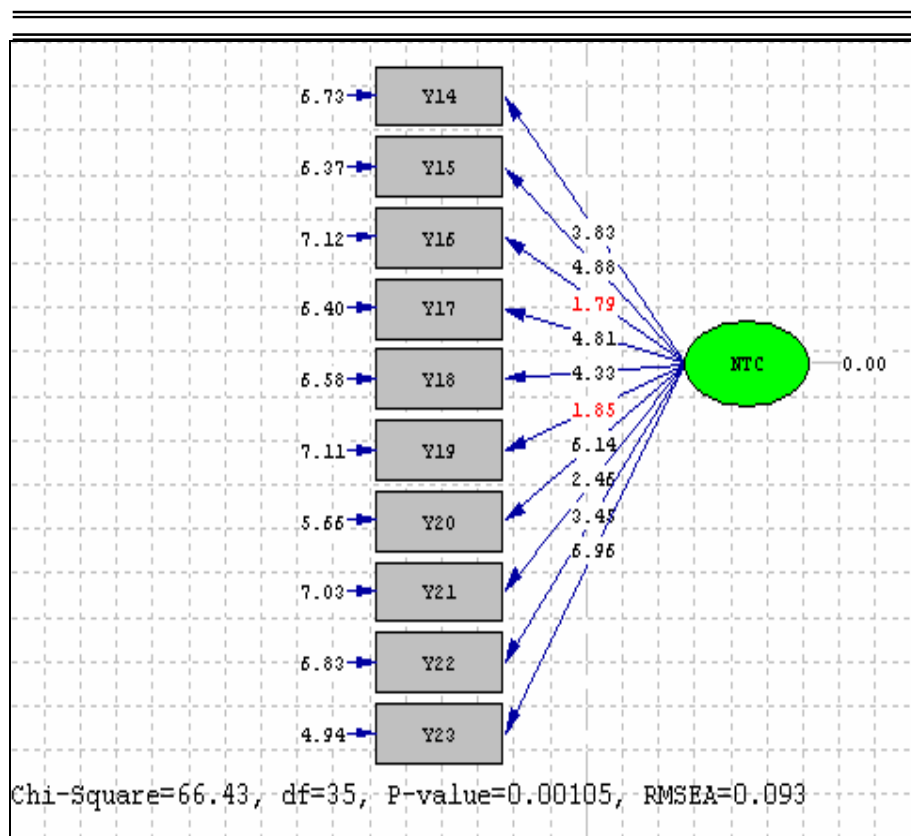 6.73 Y14
6.37 Y15
7.12 Y16
6.40 Y17
6.58 Y18
7.11 Y19
5.66 Y20
7.03 Y21
6.83 Y22
4.94 Y23
3.83
4.88
1.79
4.81
4.33
1.85
6.14
2.46
3.45
6.96
NTC 0.00
Chi-Square=66.43, df=35, P-value=0.00105, RMSEA=0.093